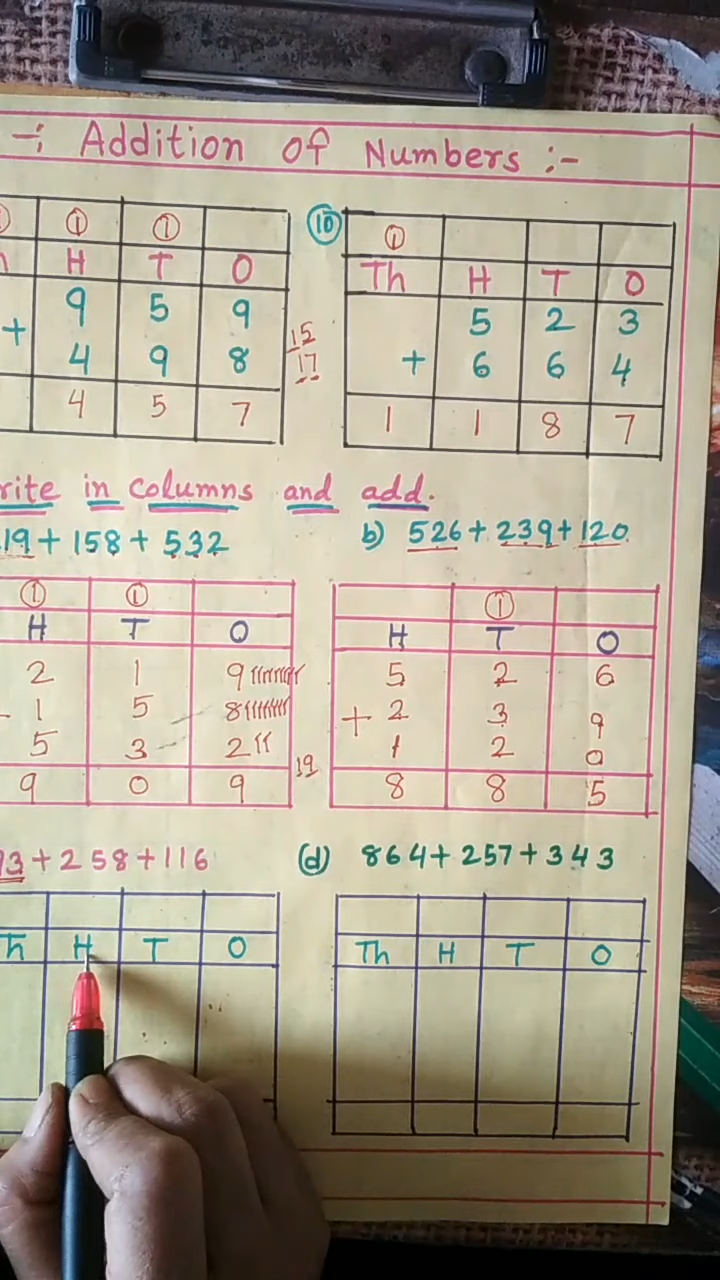 -: Addition of Numbers :-
① ①
H T O
9 5 9
+ 4 9 8
4 5 7
15
17
10
①
Th H T O
5 2 3
+ 6 6 4
1 1 8 7
rite in columns and add.
19 + 158 + 532
① ①
H T O
2 1 9
1 5 8
5 3 2
19
9 0 9
b) 526 + 239 + 120
①
H T O
5 2 6
+ 2 3 9
1 2 0
8 8 5
93 + 258 + 116
Th H T O
(d) 864 + 257 + 343
Th H T O